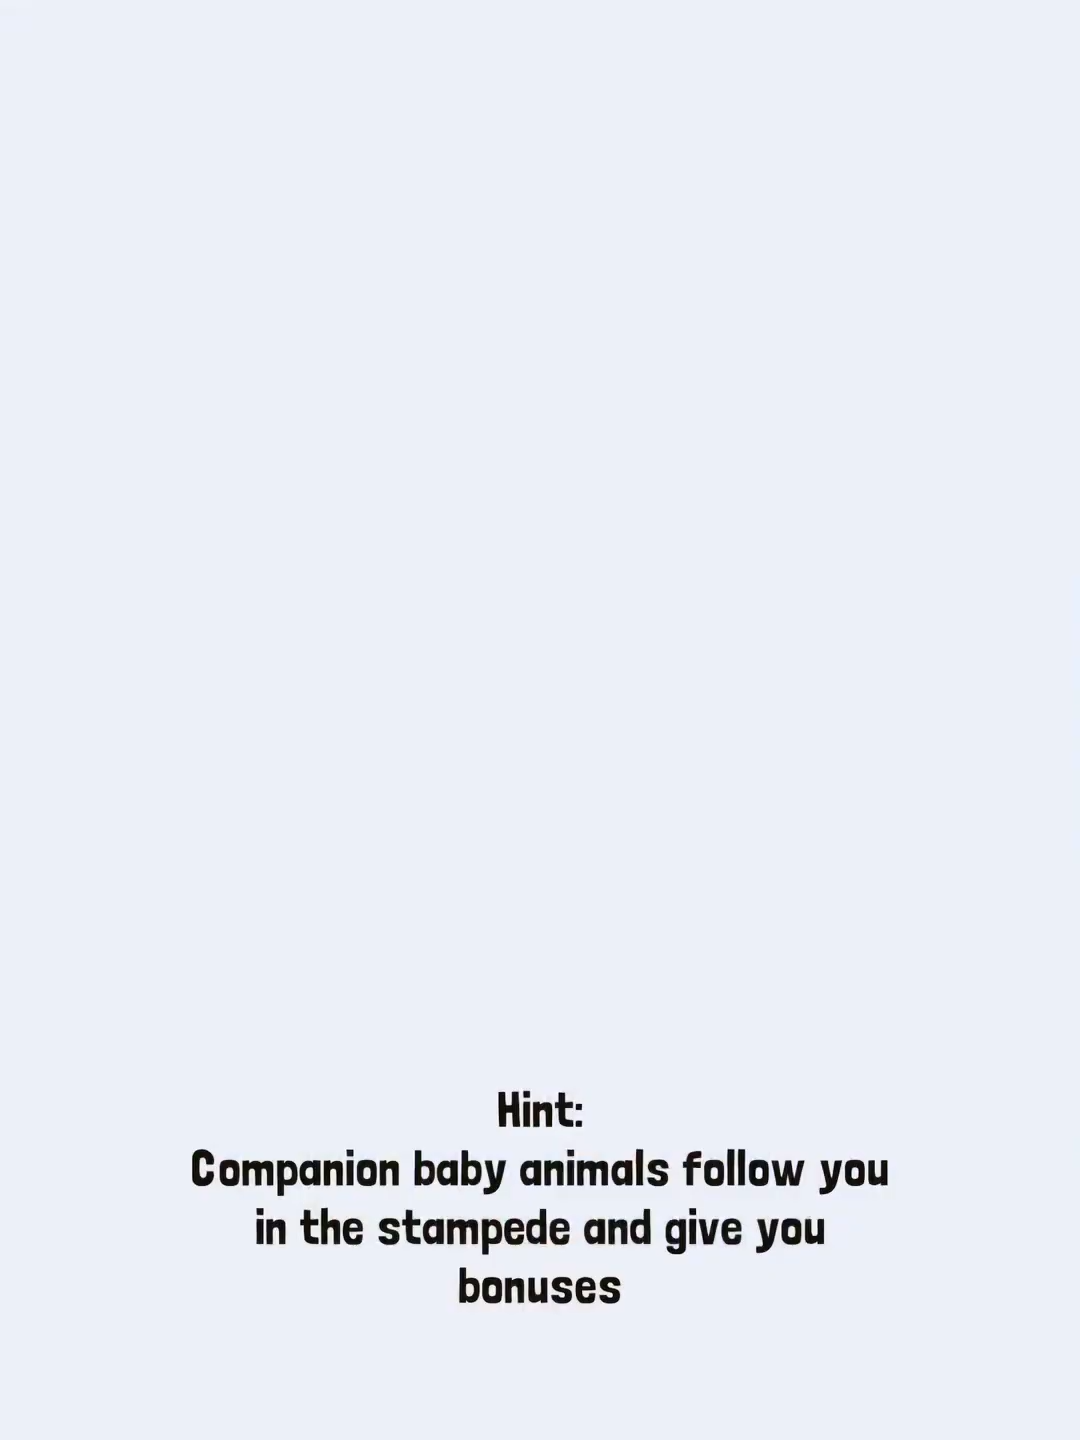 Hint:
Companion baby animals follow you
in the stampede and give you
bonuses